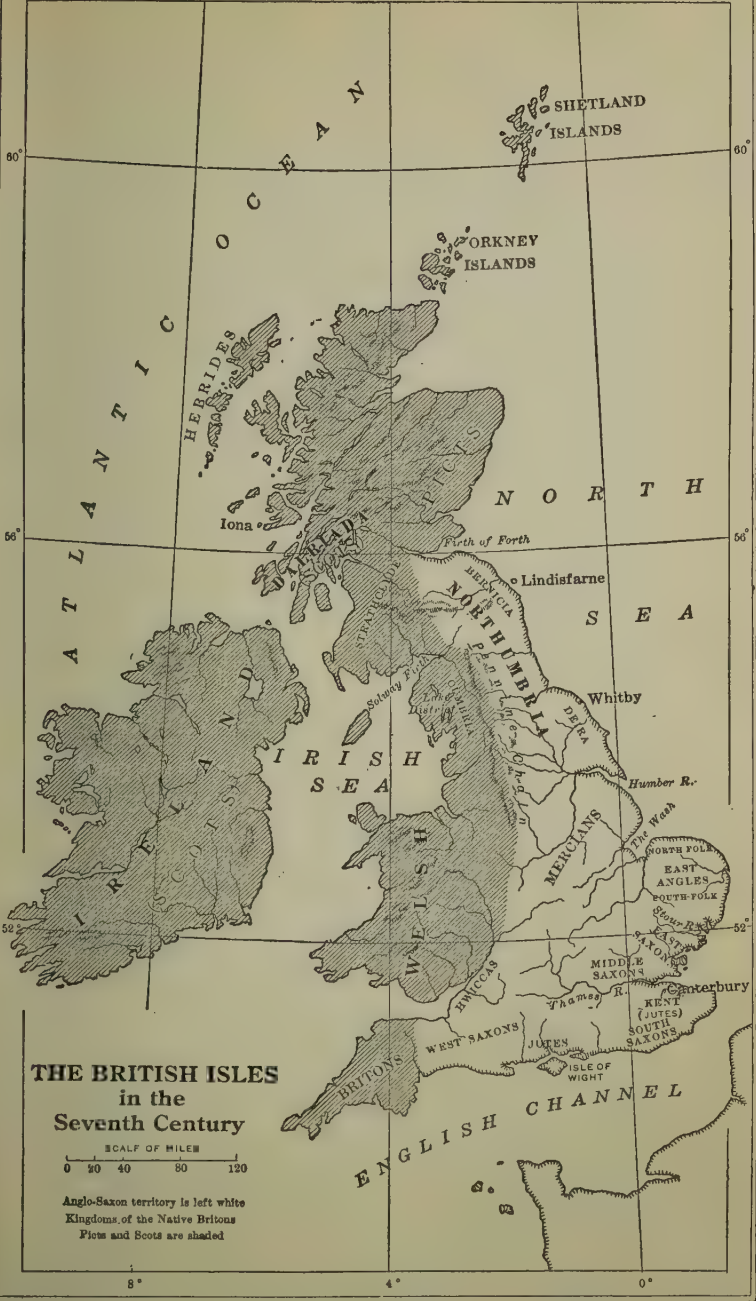 ATLANTIC OCEAN
SHETLAND
ISLANDS
60°
60°
ORKNEY
ISLANDS
HEBRIDES
PICTS
NORTH
SEA
Iona
56°
56°
DALRIADA
Firth of Forth
BERNICIA
Lindisfarne
STRATHCLYDE
NORTHUMBRIA
Solway Firth
Pennine Chain
Lake
District
CUMBRIA
Whitby
DEIRA
IRELAND
SCOTS
IRISH
SEA
Humber R.
The Wash
MERCIANS
NORTH FOLK
EAST
ANGLES
SOUTH-FOLK
WELSH
Stour R.
EAST
SAXONS
52°
MIDDLE
SAXONS
HWICCAS
Thames R.
Canterbury
KENT
(JUTES)
SOUTH
SAXONS
WEST SAXONS
JUTES
ISLE OF
WIGHT
BRITONS
ENGLISH CHANNEL
THE BRITISH ISLES
in the
Seventh Century
SCALE OF MILES
0 20 40 80 120
Anglo-Saxon territory is left white
Kingdoms of the Native Britons
Picts and Scots are shaded
8° 4° 0°